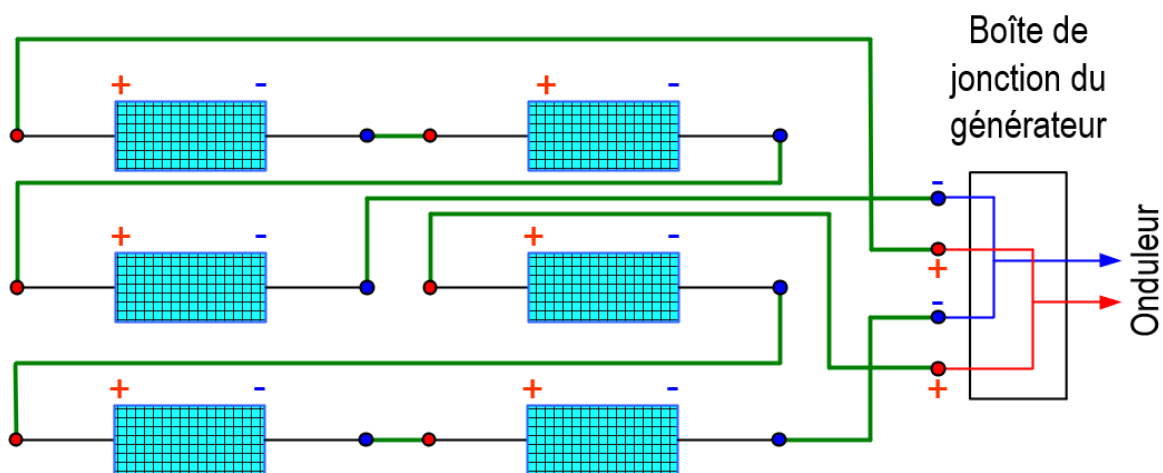 Boîte de
jonction du
générateur
+ -
+ -
-
+ -
+ -
+
-
+ -
+ -
+
Onduleur